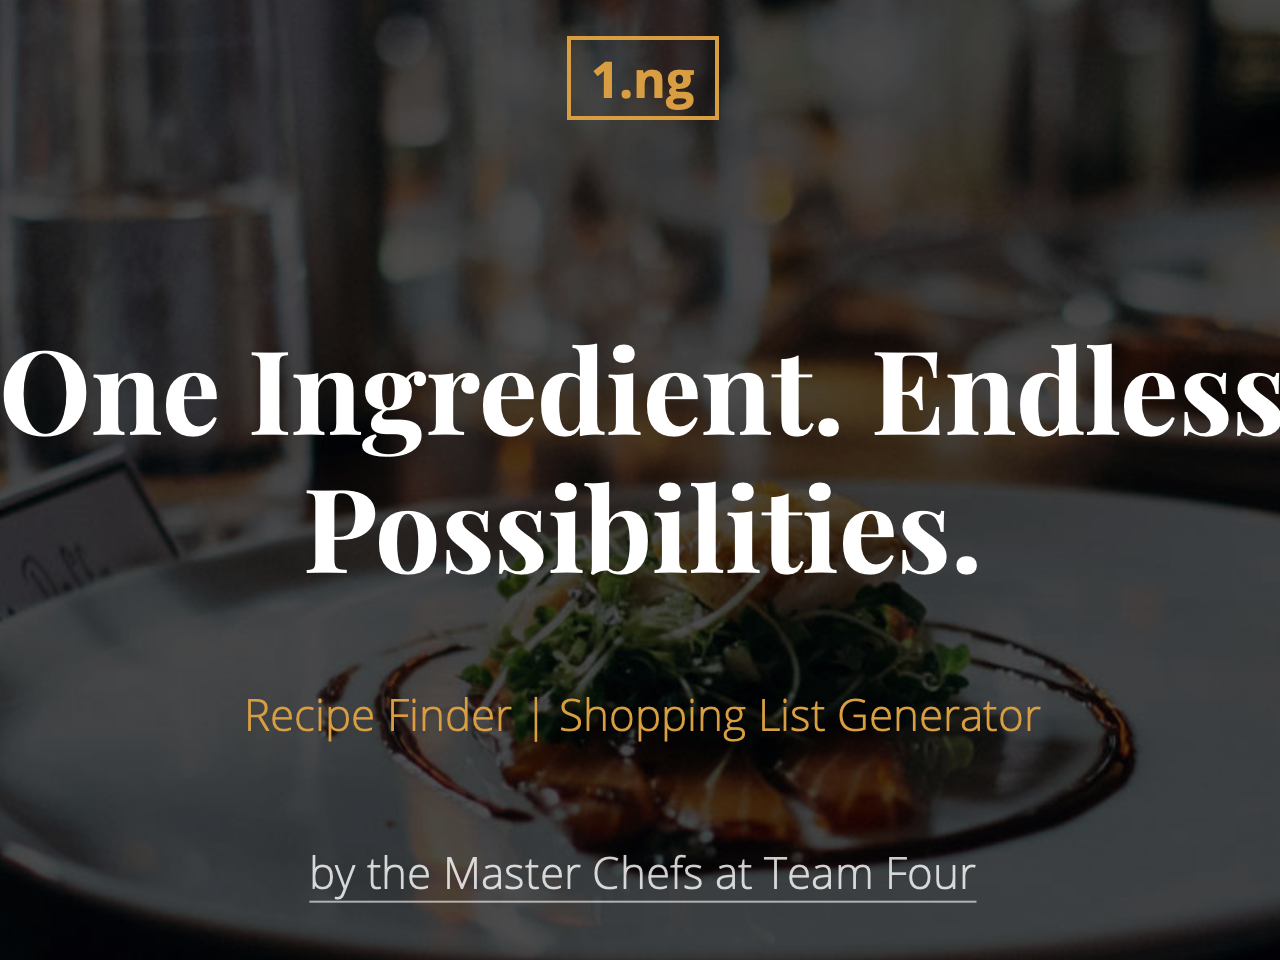 1.ng
One Ingredient. Endless
Possibilities.
Recipe Finder | Shopping List Generator
by the Master Chefs at Team Four